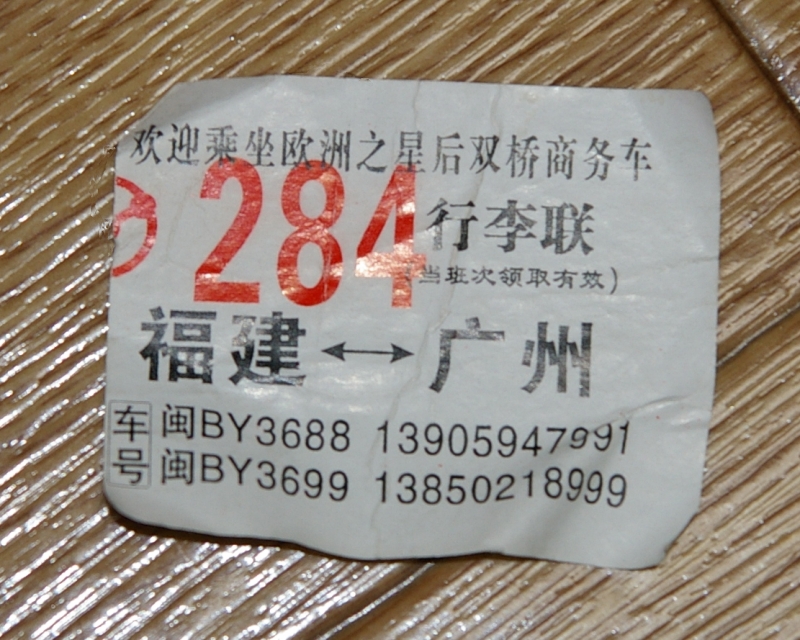 欢迎乘坐欧洲之星后双桥商务车
284
行李联
(当班次领取有效)
福建↔广州
车号
闽BY3688 13905947991
闽BY3699 13850218999